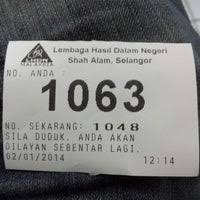 Lembaga Hasil Dalam Negeri
Shah Alam, Selangor
LHDN
MALAYSIA
NO. ANDA :
1063
NO. SEKARANG: 1048
SILA DUDUK. ANDA AKAN
DILAYAN SEBENTAR LAGI.
02/01/2014 12:14